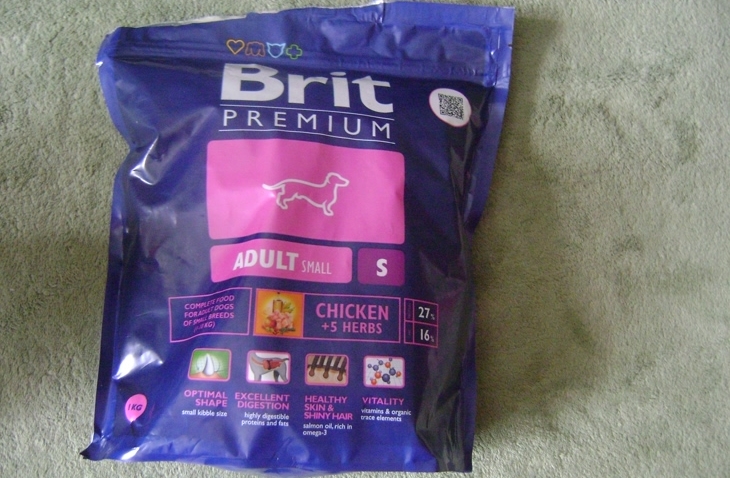 Brit
PREMIUM
ADULT SMALL
S
COMPLETE FOOD
FOR ADULT DOGS
OF SMALL BREEDS
CHICKEN
+5 HERBS
27%
16%
OPTIMAL
SHAPE
small kibble size
EXCELLENT
DIGESTION
highly digestible
proteins and fats
HEALTHY
SKIN &
SHINY HAIR
salmon oil, rich in
omega-3
VITALITY
vitamins & organic
trace elements
1KG